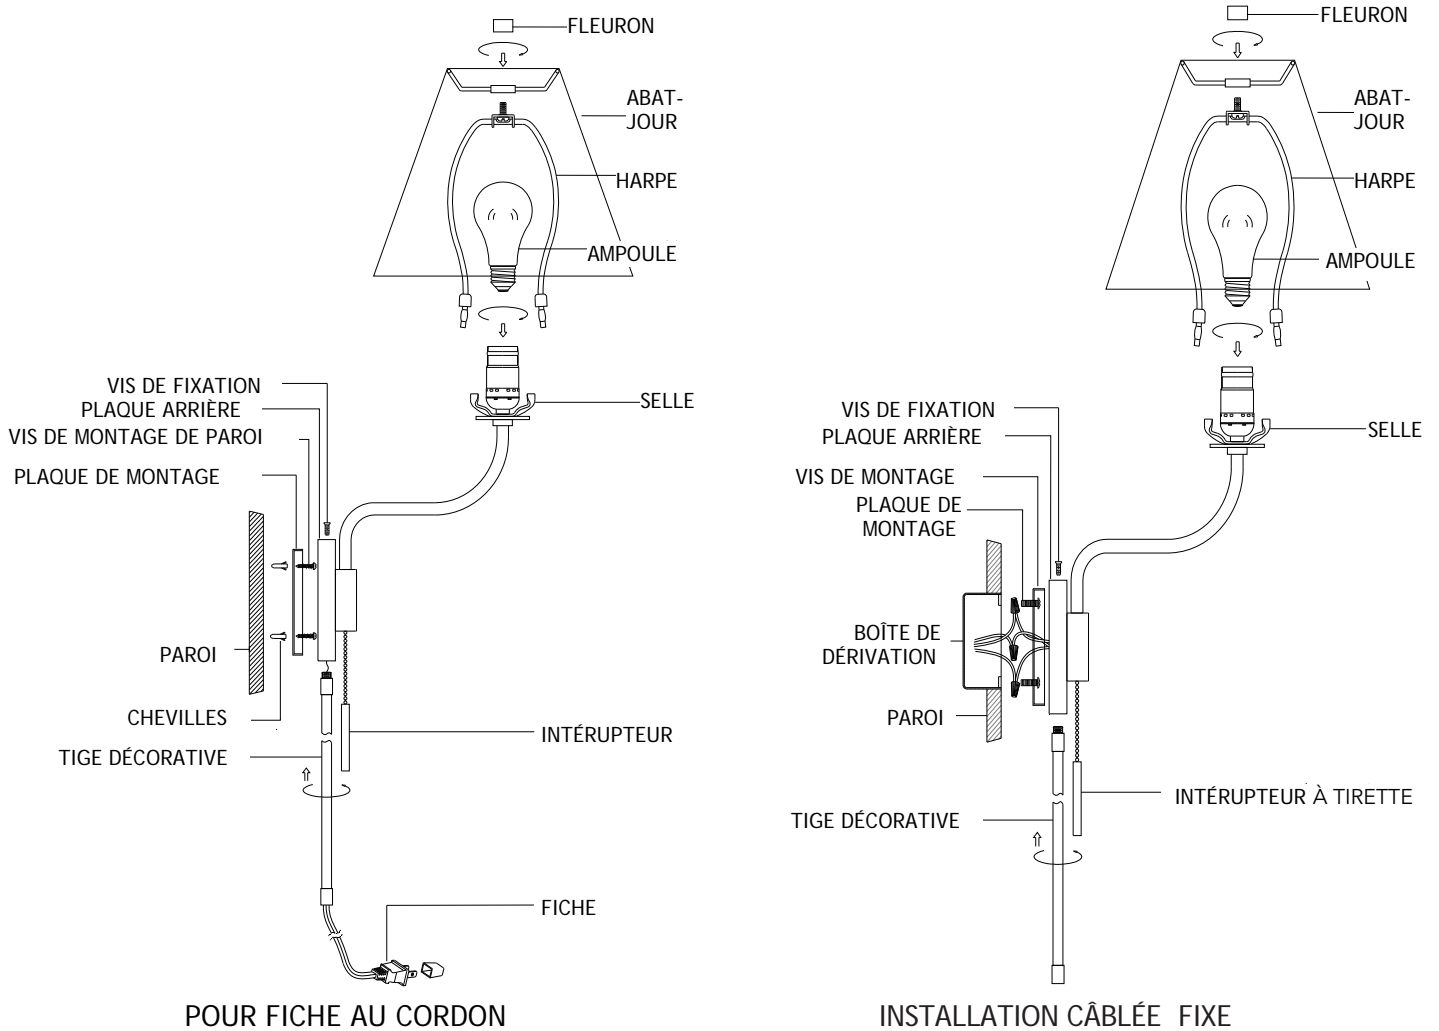 FLEURON
ABAT-
JOUR
HARPE
AMPOULE
VIS DE FIXATION
PLAQUE ARRIÈRE
VIS DE MONTAGE DE PAROI
PLAQUE DE MONTAGE
SELLE
PAROI
CHEVILLES
TIGE DÉCORATIVE
INTÉRUPTEUR
FICHE
POUR FICHE AU CORDON
FLEURON
ABAT-
JOUR
HARPE
AMPOULE
VIS DE FIXATION
PLAQUE ARRIÈRE
VIS DE MONTAGE
PLAQUE DE
MONTAGE
SELLE
BOÎTE DE
DÉRIVATION
PAROI
INTÉRUPTEUR À TIRETTE
TIGE DÉCORATIVE
INSTALLATION CÂBLÉE FIXE